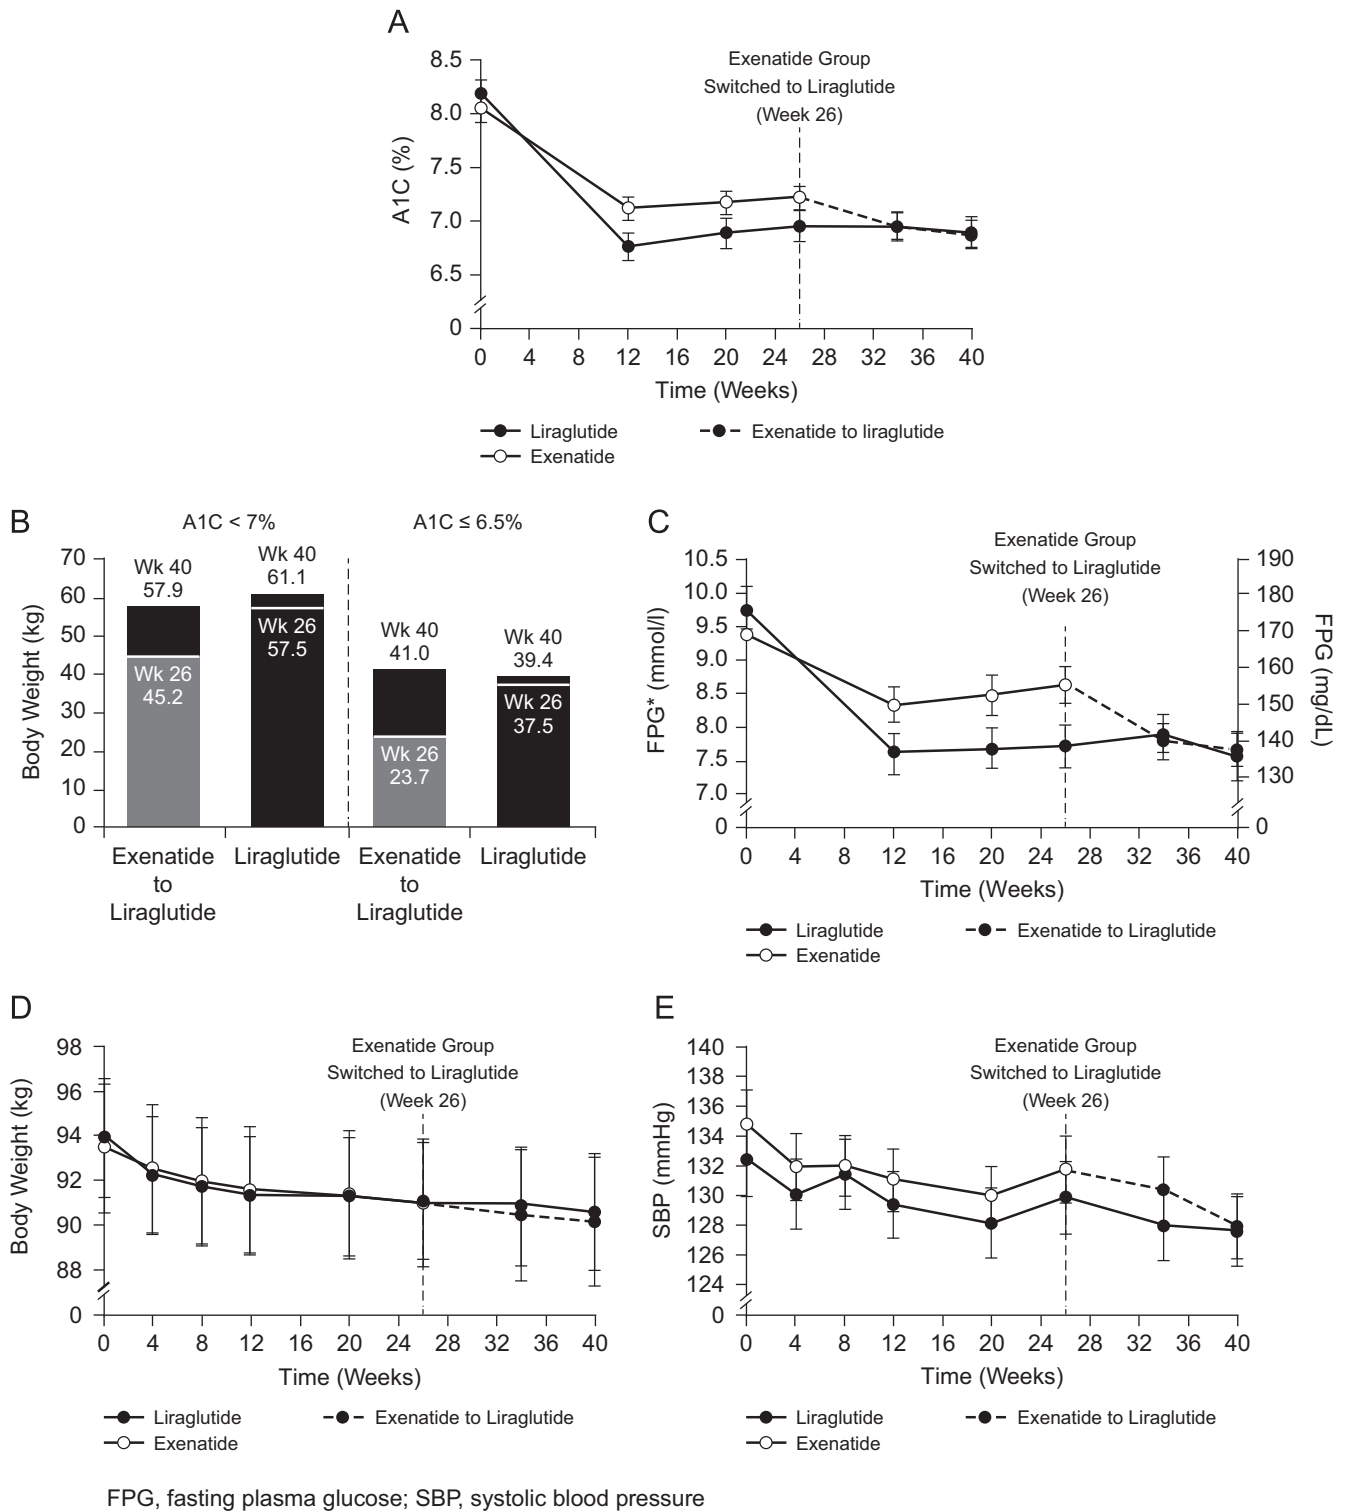 A
Exenatide Group
Switched to Liraglutide
(Week 26)
A1C (%)
8.5
8.0
7.5
7.0
6.5
0
0 4 8 12 16 20 24 28 32 36 40
Time (Weeks)
Liraglutide
Exenatide to liraglutide
Exenatide
B
A1C < 7%
A1C ≤ 6.5%
Body Weight (kg)
70
60
50
40
30
20
10
0
Wk 40
57.9
Wk 26
45.2
Wk 40
61.1
Wk 26
57.5
Wk 40
41.0
Wk 26
23.7
Wk 40
39.4
Wk 26
37.5
Exenatide
to
Liraglutide
Liraglutide
Exenatide
to
Liraglutide
Liraglutide
C
Exenatide Group
Switched to Liraglutide
(Week 26)
FPG* (mmol/l)
10.5
10.0
9.5
9.0
8.5
8.0
7.5
7.0
0
FPG (mg/dL)
190
180
170
160
150
140
130
0
0 4 8 12 16 20 24 28 32 36 40
Time (Weeks)
Liraglutide
Exenatide to Liraglutide
Exenatide
D
Exenatide Group
Switched to Liraglutide
(Week 26)
Body Weight (kg)
98
96
94
92
90
88
0
0 4 8 12 16 20 24 28 32 36 40
Time (Weeks)
Liraglutide
Exenatide to Liraglutide
Exenatide
E
Exenatide Group
Switched to Liraglutide
(Week 26)
SBP (mmHg)
140
138
136
134
132
130
128
126
124
0
0 4 8 12 16 20 24 28 32 36 40
Time (Weeks)
Liraglutide
Exenatide to Liraglutide
Exenatide
FPG, fasting plasma glucose; SBP, systolic blood pressure